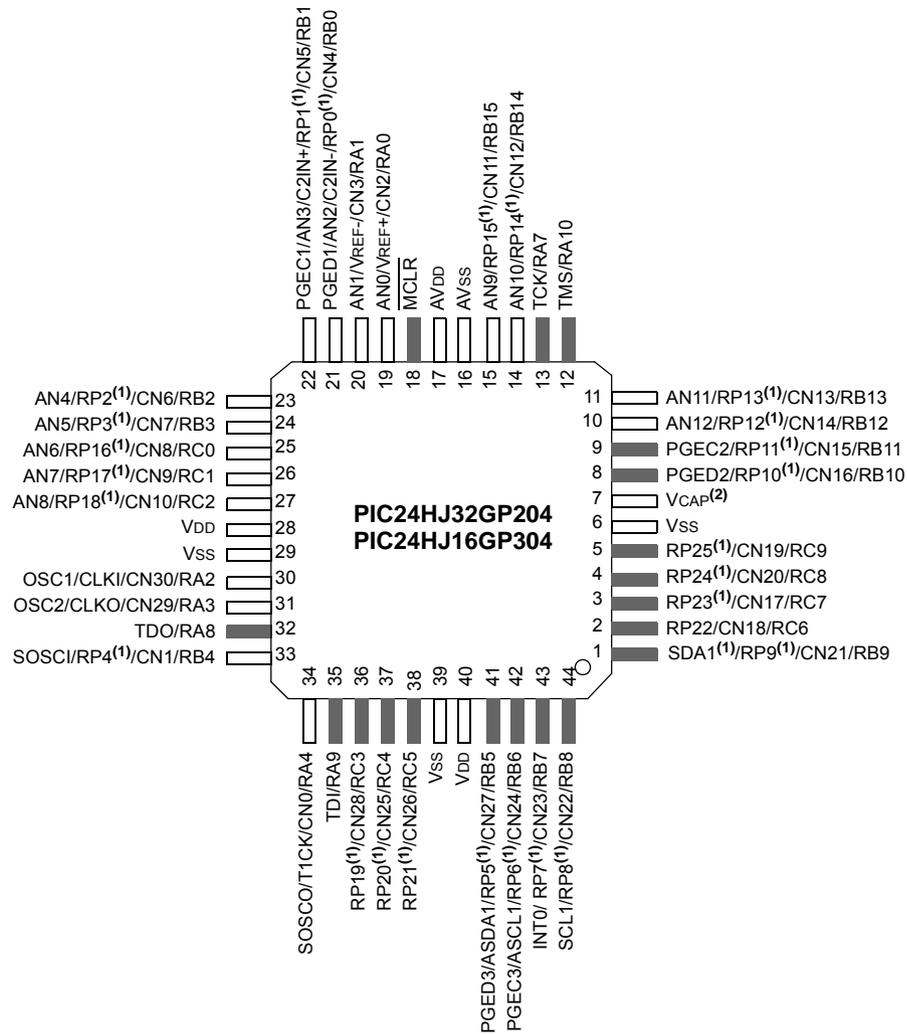 PGEC1/AN3/C2IN+/RP1(1)/CN5/RB1
PGED1/AN2/C2IN-/RP0(1)/CN4/RB0
AN1/VREF-/CN3/RA1
AN0/VREF+/CN2/RA0
MCLR
AVDD
AVSS
AN9/RP15(1)/CN11/RB15
AN10/RP14(1)/CN12/RB14
TCK/RA7
TMS/RA10
22
21
20
19
18
17
16
15
14
13
12
AN4/RP2(1)/CN6/RB2
23
AN5/RP3(1)/CN7/RB3
24
AN6/RP16(1)/CN8/RC0
25
AN7/RP17(1)/CN9/RC1
26
AN8/RP18(1)/CN10/RC2
27
VDD
28
VSS
29
OSC1/CLKI/CN30/RA2
30
OSC2/CLKO/CN29/RA3
31
TDO/RA8
32
SOSCI/RP4(1)/CN1/RB4
33
PIC24HJ32GP204
PIC24HJ16GP304
11
AN11/RP13(1)/CN13/RB13
10
AN12/RP12(1)/CN14/RB12
9
PGEC2/RP11(1)/CN15/RB11
8
PGED2/RP10(1)/CN16/RB10
7
VCAP(2)
6
VSS
5
RP25(1)/CN19/RC9
4
RP24(1)/CN20/RC8
3
RP23(1)/CN17/RC7
2
RP22/CN18/RC6
1
SDA1(1)/RP9(1)/CN21/RB9
34
35
36
37
38
39
40
41
42
43
44
SOSCO/T1CK/CN0/RA4
TDI/RA9
RP19(1)/CN28/RC3
RP20(1)/CN25/RC4
RP21(1)/CN26/RC5
VSS
VDD
PGED3/ASDA1/RP5(1)/CN27/RB5
PGEC3/ASCL1/RP6(1)/CN24/RB6
INT0/ RP7(1)/CN23/RB7
SCL1/RP8(1)/CN22/RB8